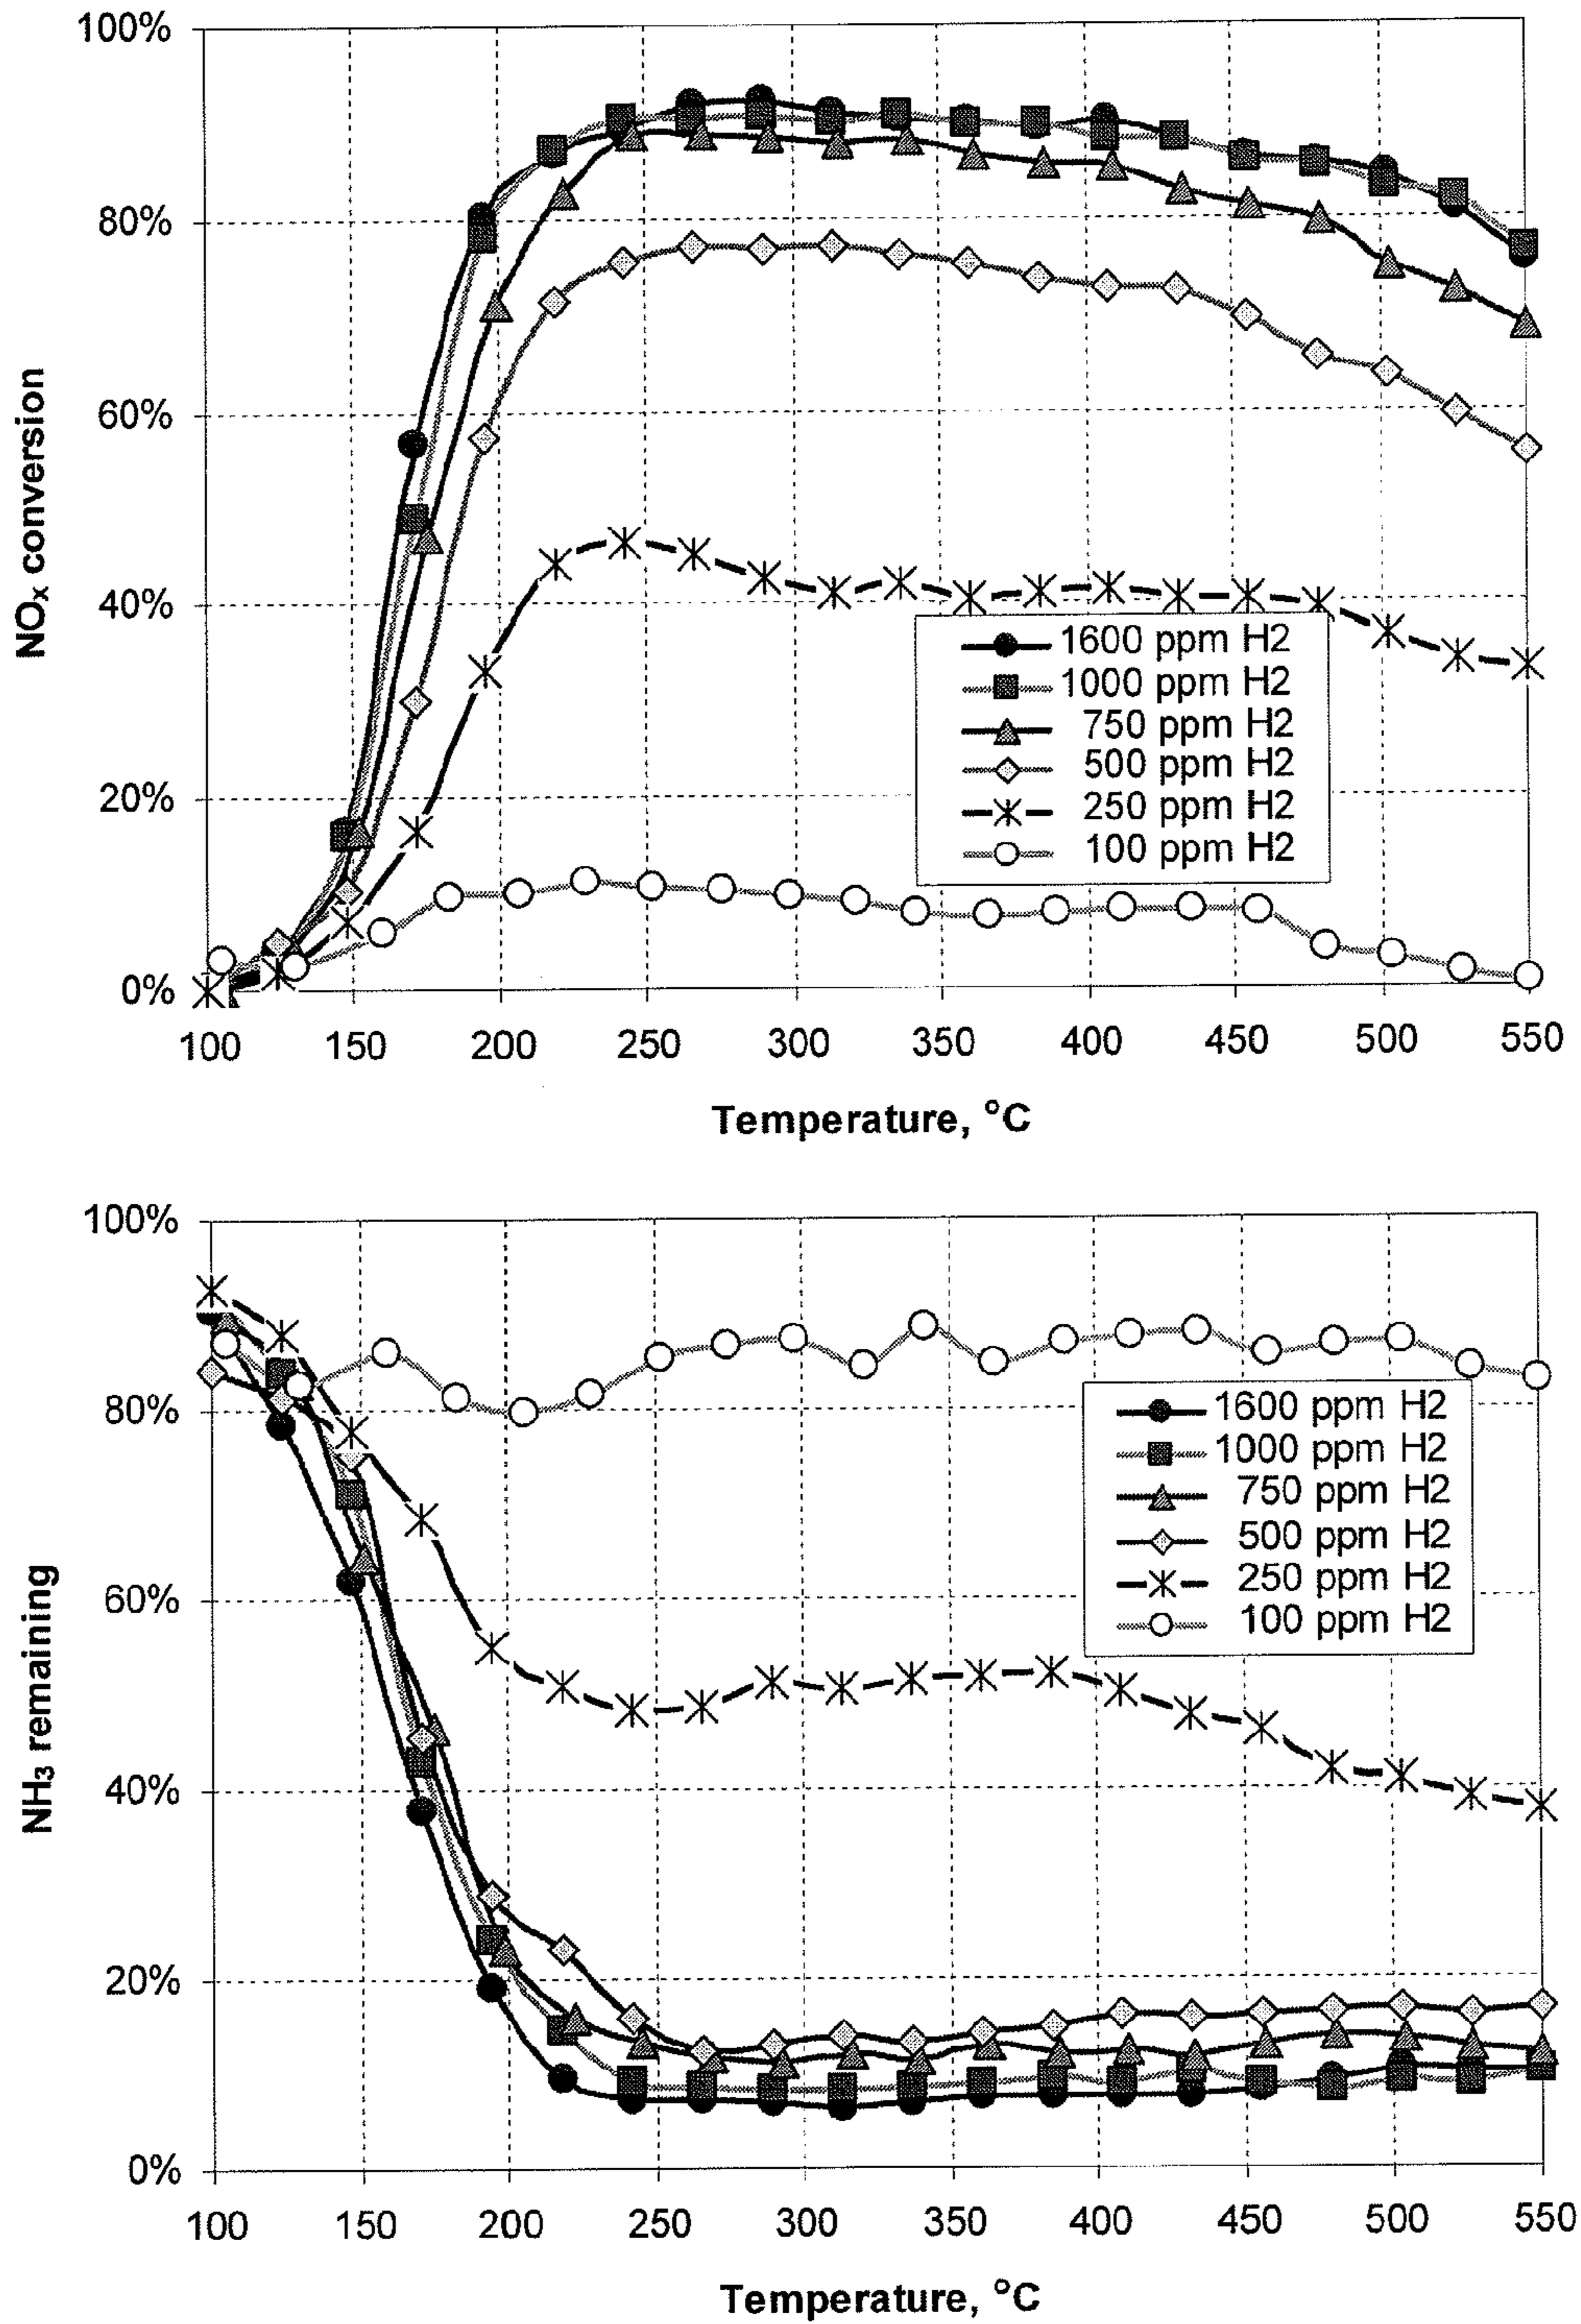 100%
80%
60%
40%
20%
0%
NOx conversion
1600 ppm H2
1000 ppm H2
750 ppm H2
500 ppm H2
250 ppm H2
100 ppm H2
100 150 200 250 300 350 400 450 500 550
Temperature, °C
100%
80%
60%
40%
20%
0%
NH3 remaining
1600 ppm H2
1000 ppm H2
750 ppm H2
500 ppm H2
250 ppm H2
100 ppm H2
100 150 200 250 300 350 400 450 500 550
Temperature, °C